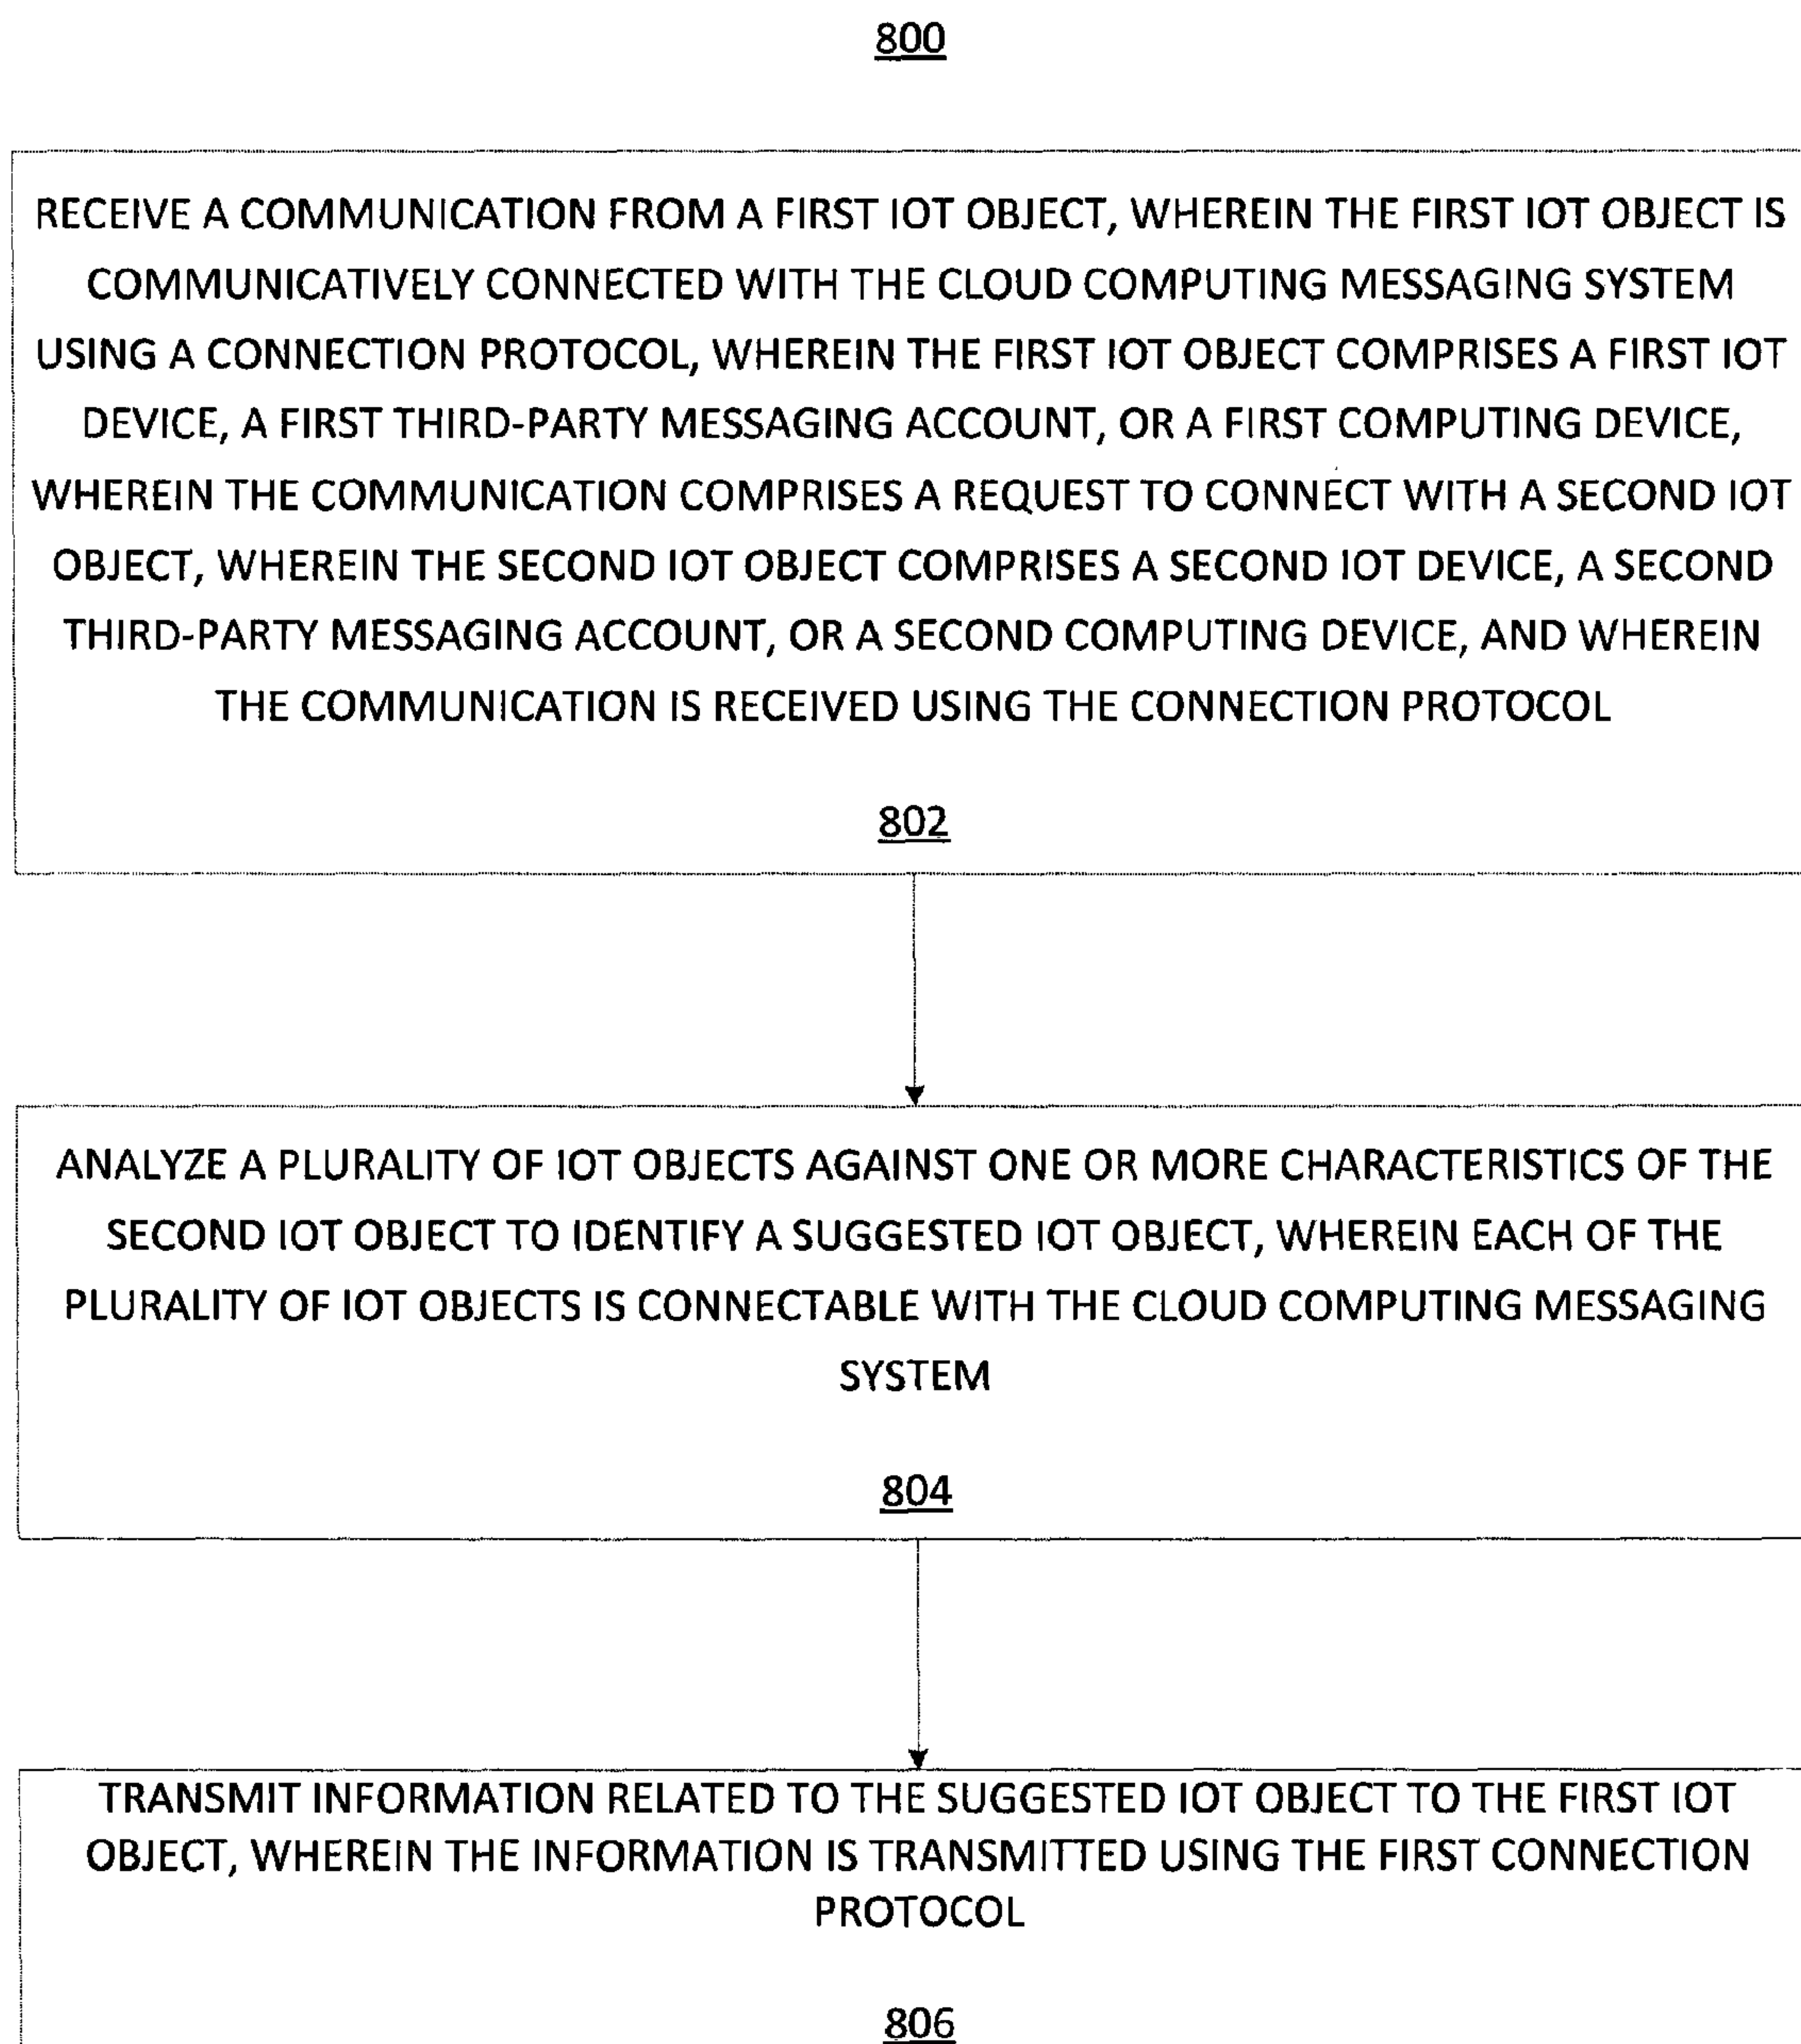 800
RECEIVE A COMMUNICATION FROM A FIRST IOT OBJECT, WHEREIN THE FIRST IOT OBJECT IS
COMMUNICATIVELY CONNECTED WITH THE CLOUD COMPUTING MESSAGING SYSTEM
USING A CONNECTION PROTOCOL, WHEREIN THE FIRST IOT OBJECT COMPRISES A FIRST IOT
DEVICE, A FIRST THIRD-PARTY MESSAGING ACCOUNT, OR A FIRST COMPUTING DEVICE,
WHEREIN THE COMMUNICATION COMPRISES A REQUEST TO CONNECT WITH A SECOND IOT
OBJECT, WHEREIN THE SECOND IOT OBJECT COMPRISES A SECOND IOT DEVICE, A SECOND
THIRD-PARTY MESSAGING ACCOUNT, OR A SECOND COMPUTING DEVICE, AND WHEREIN
THE COMMUNICATION IS RECEIVED USING THE CONNECTION PROTOCOL
802
ANALYZE A PLURALITY OF IOT OBJECTS AGAINST ONE OR MORE CHARACTERISTICS OF THE
SECOND IOT OBJECT TO IDENTIFY A SUGGESTED IOT OBJECT, WHEREIN EACH OF THE
PLURALITY OF IOT OBJECTS IS CONNECTABLE WITH THE CLOUD COMPUTING MESSAGING
SYSTEM
804
TRANSMIT INFORMATION RELATED TO THE SUGGESTED IOT OBJECT TO THE FIRST IOT
OBJECT, WHEREIN THE INFORMATION IS TRANSMITTED USING THE FIRST CONNECTION
PROTOCOL
806